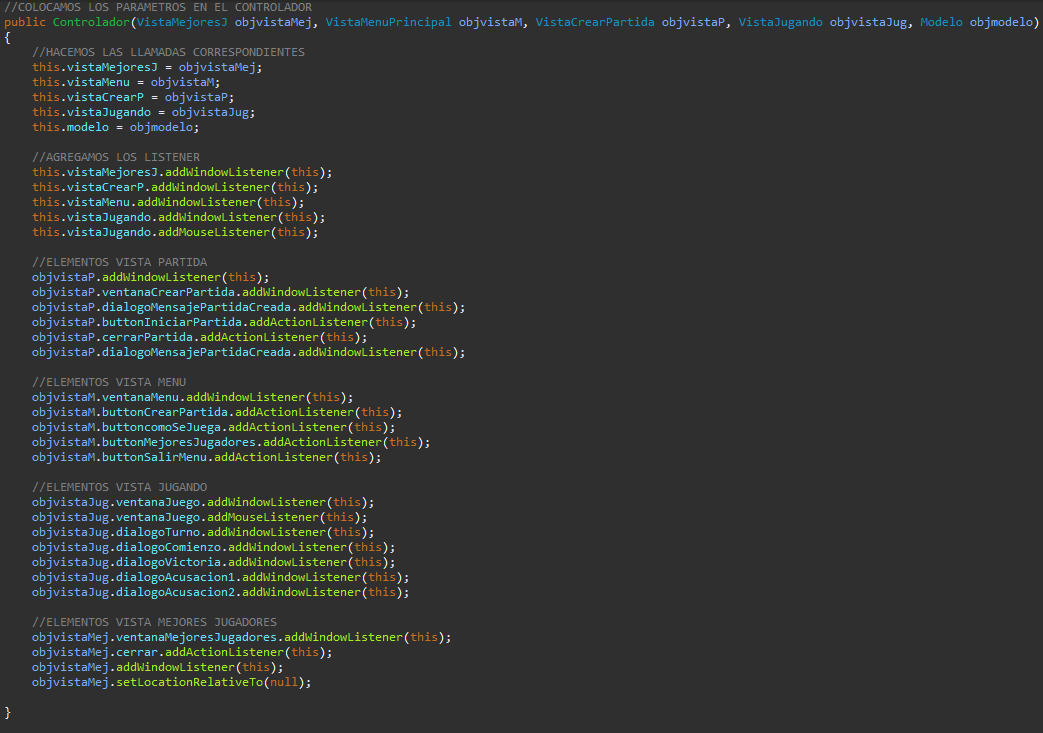 //COLOCAMOS LOS PARAMETROS EN EL CONTROLADOR
public Controlador(VistaMejoresJ objvistaMej, VistaMenuPrincipal objvistaM, VistaCrearPartida objvistaP, VistaJugando objvistaJug, Modelo objmodelo)
{
    //HACEMOS LAS LLAMADAS CORRESPONDIENTES
    this.vistaMejoresJ = objvistaMej;
    this.vistaMenu = objvistaM;
    this.vistaCrearP = objvistaP;
    this.vistaJugando = objvistaJug;
    this.modelo = objmodelo;

    //AGREGAMOS LOS LISTENER
    this.vistaMejoresJ.addWindowListener(this);
    this.vistaCrearP.addWindowListener(this);
    this.vistaMenu.addWindowListener(this);
    this.vistaJugando.addWindowListener(this);
    this.vistaJugando.addMouseListener(this);

    //ELEMENTOS VISTA PARTIDA
    objvistaP.addWindowListener(this);
    objvistaP.ventanaCrearPartida.addWindowListener(this);
    objvistaP.dialogoMensajePartidaCreada.addWindowListener(this);
    objvistaP.buttonIniciarPartida.addActionListener(this);
    objvistaP.cerrarPartida.addActionListener(this);
    objvistaP.dialogoMensajePartidaCreada.addWindowListener(this);

    //ELEMENTOS VISTA MENU
    objvistaM.ventanaMenu.addWindowListener(this);
    objvistaM.buttonCrearPartida.addActionListener(this);
    objvistaM.buttoncomoSeJuega.addActionListener(this);
    objvistaM.buttonMejoresJugadores.addActionListener(this);
    objvistaM.buttonSalirMenu.addActionListener(this);

    //ELEMENTOS VISTA JUGANDO
    objvistaJug.ventanaJuego.addWindowListener(this);
    objvistaJug.ventanaJuego.addMouseListener(this);
    objvistaJug.dialogoTurno.addWindowListener(this);
    objvistaJug.dialogoComienzo.addWindowListener(this);
    objvistaJug.dialogoVictoria.addWindowListener(this);
    objvistaJug.dialogoAcusacion1.addWindowListener(this);
    objvistaJug.dialogoAcusacion2.addWindowListener(this);

    //ELEMENTOS VISTA MEJORES JUGADORES
    objvistaMej.ventanaMejoresJugadores.addWindowListener(this);
    objvistaMej.cerrar.addActionListener(this);
    objvistaMej.addWindowListener(this);
    objvistaMej.setLocationRelativeTo(null);

}